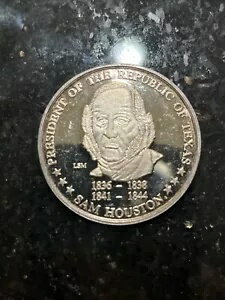 PRESIDENT OF THE REPUBLIC OF TEXAS
LSM
1836 - 1838
1841 - 1844
SAM HOUSTON